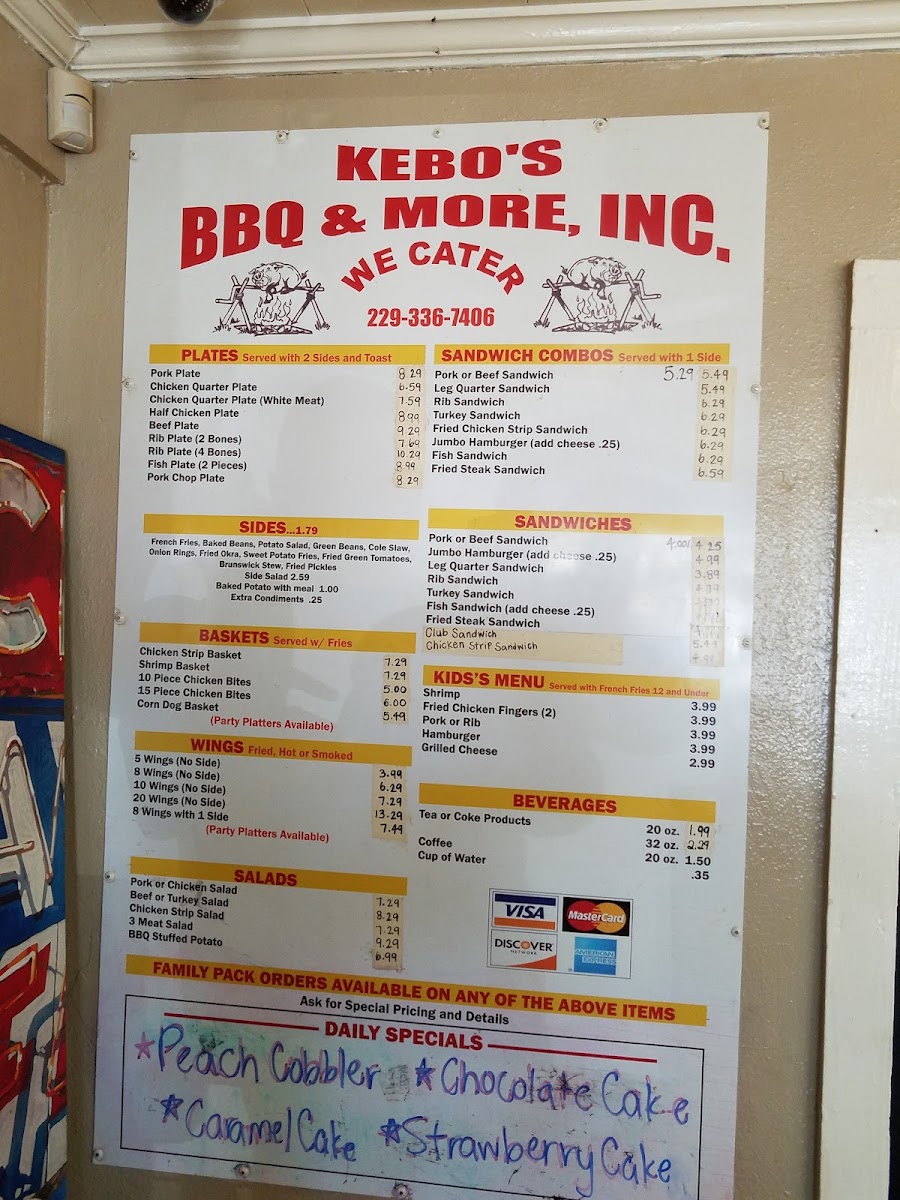 KEBO'S
BBQ & MORE, INC.
WE CATER
229-336-7406
PLATES Served with 2 Sides and Toast
Pork Plate 8.29
Chicken Quarter Plate 6.59
Chicken Quarter Plate (White Meat) 7.59
Half Chicken Plate 8.99
Beef Plate 9.29
Rib Plate (2 Bones) 7.69
Rib Plate (4 Bones) 10.29
Fish Plate (2 Pieces) 8.99
Pork Chop Plate 8.29
SIDES...1.79
French Fries, Baked Beans, Potato Salad, Green Beans, Cole Slaw,
Onion Rings, Fried Okra, Sweet Potato Fries, Fried Green Tomatoes,
Brunswick Stew, Fried Pickles
Side Salad 2.59
Baked Potato with meal 1.00
Extra Condiments .25
BASKETS Served w/ Fries
Chicken Strip Basket 7.29
Shrimp Basket 7.29
10 Piece Chicken Bites 5.00
15 Piece Chicken Bites 6.00
Corn Dog Basket 5.49
(Party Platters Available)
WINGS Fried, Hot or Smoked
5 Wings (No Side) 3.99
8 Wings (No Side) 6.29
10 Wings (No Side) 7.29
20 Wings (No Side) 13.29
8 Wings with 1 Side 7.49
(Party Platters Available)
SALADS
Pork or Chicken Salad 7.29
Beef or Turkey Salad 8.29
Chicken Strip Salad 7.29
3 Meat Salad 9.29
BBQ Stuffed Potato 6.99
SANDWICH COMBOS Served with 1 Side
Pork or Beef Sandwich 5.29 5.49
Leg Quarter Sandwich 5.49
Rib Sandwich 6.29
Turkey Sandwich 6.29
Fried Chicken Strip Sandwich 6.29
Jumbo Hamburger (add cheese .25) 6.29
Fish Sandwich 6.29
Fried Steak Sandwich 6.59
SANDWICHES
Pork or Beef Sandwich 4.00/ 4.25
Jumbo Hamburger (add cheese .25) 4.99
Leg Quarter Sandwich 3.89
Rib Sandwich
Turkey Sandwich
Fish Sandwich (add cheese .25)
Fried Steak Sandwich
Club Sandwich
Chicken Strip Sandwich
KIDS'S MENU Served with French Fries 12 and Under
Shrimp 3.99
Fried Chicken Fingers (2) 3.99
Pork or Rib 3.99
Hamburger 3.99
Grilled Cheese 2.99
BEVERAGES
Tea or Coke Products 20 oz. 1.99
32 oz. 2.29
Coffee 20 oz. 1.50
Cup of Water .35
VISA
MasterCard
DISCOVER
NETWORK
AMERICAN
EXPRESS
FAMILY PACK ORDERS AVAILABLE ON ANY OF THE ABOVE ITEMS
Ask for Special Pricing and Details
DAILY SPECIALS
Peach Cobbler
Chocolate Cake
Caramel Cake
Strawberry Cake